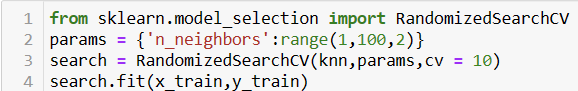 1 from sklearn.model_selection import RandomizedSearchCV
2 params = {'n_neighbors':range(1,100,2)}
3 search = RandomizedSearchCV(knn,params,cv = 10)
4 search.fit(x_train,y_train)